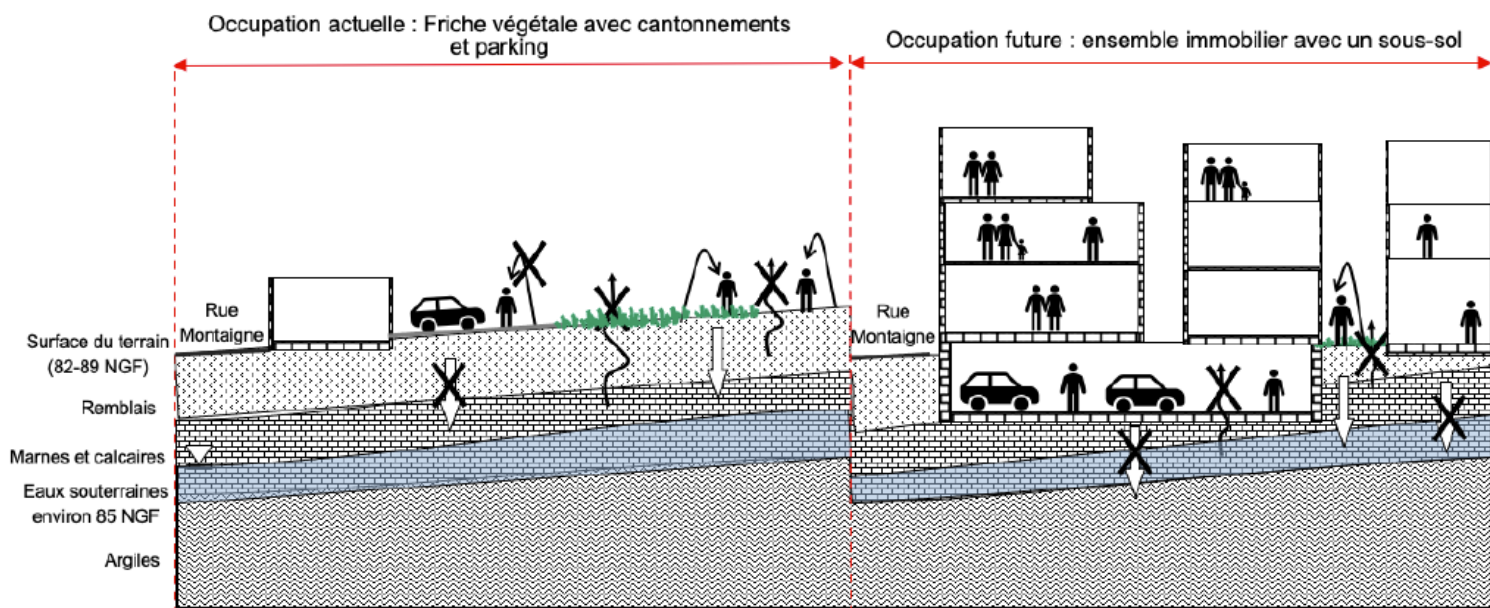 Occupation actuelle : Friche végétale avec cantonnements
et parking
Occupation future : ensemble immobilier avec un sous-sol
Rue
Montaigne
Rue
Montaigne
Surface du terrain
(82-89 NGF)
Remblais
Marnes et calcaires
Eaux souterraines
environ 85 NGF
Argiles